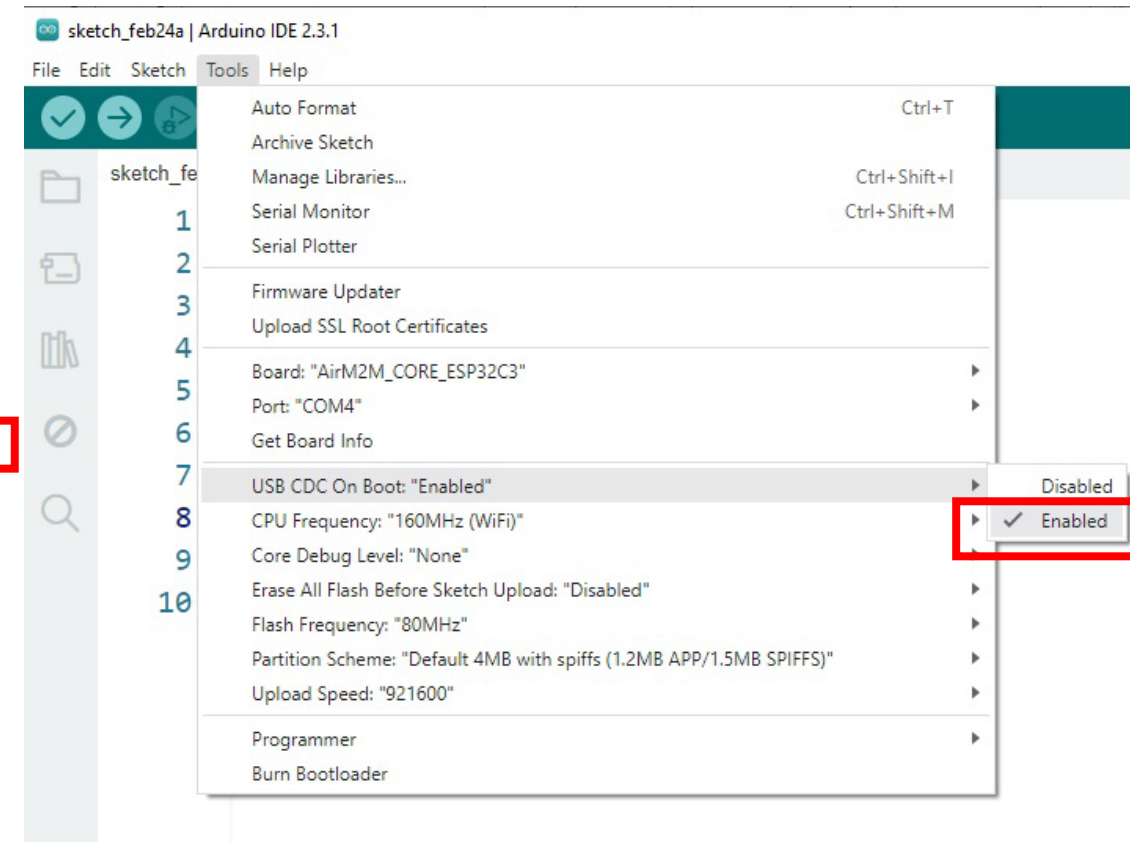 sketch_feb24a | Arduino IDE 2.3.1
File Edit Sketch Tools Help
Auto Format Ctrl+T
Archive Sketch
sketch_fe
Manage Libraries... Ctrl+Shift+I
1
Serial Monitor Ctrl+Shift+M
Serial Plotter
2
Firmware Updater
3
Upload SSL Root Certificates
4
Board: "AirM2M_CORE_ESP32C3"
5
Port: "COM4"
6
Get Board Info
7
USB CDC On Boot: "Enabled" Disabled
8
CPU Frequency: "160MHz (WiFi)" Enabled
9
Core Debug Level: "None"
Erase All Flash Before Sketch Upload: "Disabled"
10
Flash Frequency: "80MHz"
Partition Scheme: "Default 4MB with spiffs (1.2MB APP/1.5MB SPIFFS)"
Upload Speed: "921600"
Programmer
Burn Bootloader